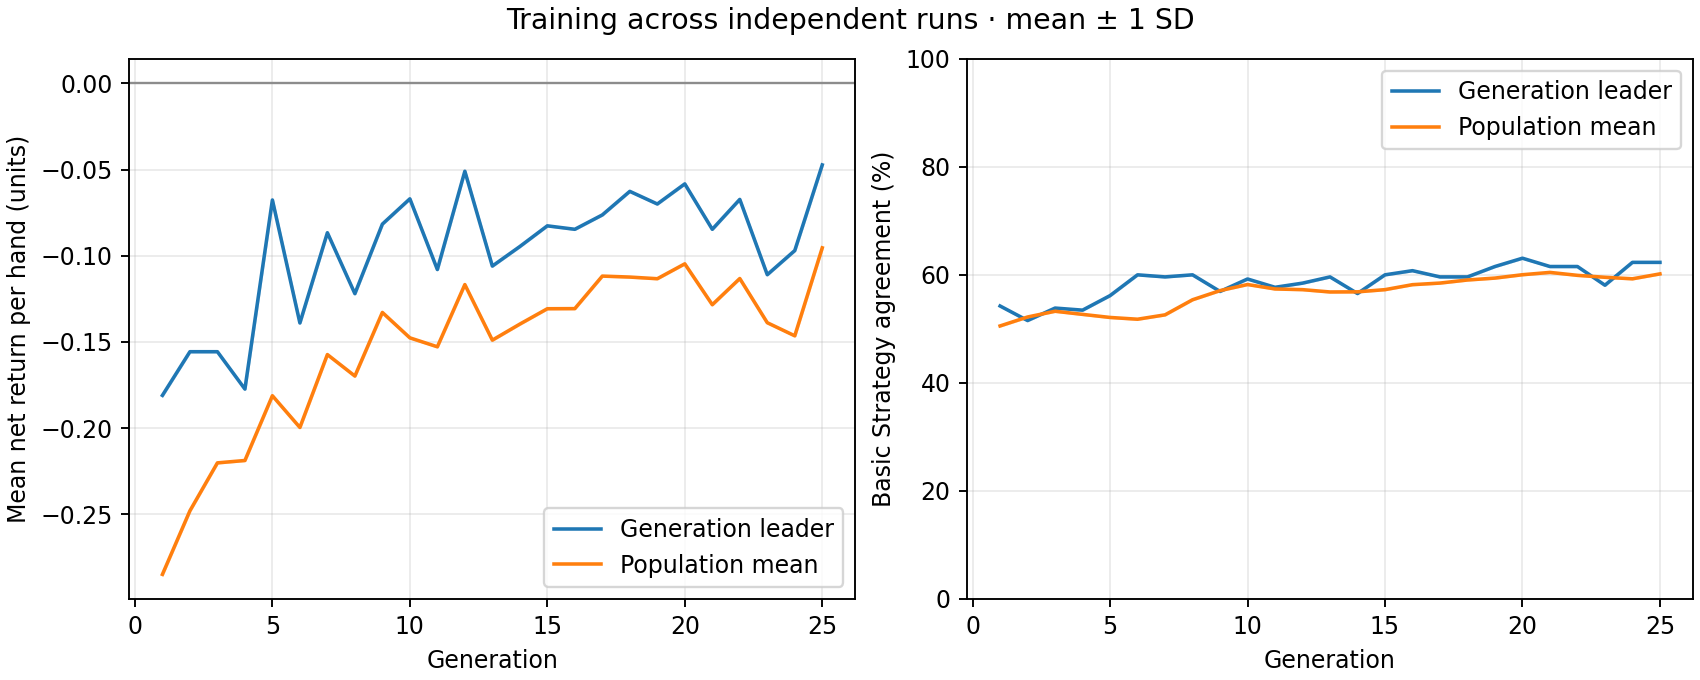 Training across independent runs · mean ± 1 SD
Mean net return per hand (units)
0.00
−0.05
−0.10
−0.15
−0.20
−0.25
Generation leader
Population mean
0 5 10 15 20 25
Generation
Basic Strategy agreement (%)
100
80
60
40
20
0
Generation leader
Population mean
0 5 10 15 20 25
Generation